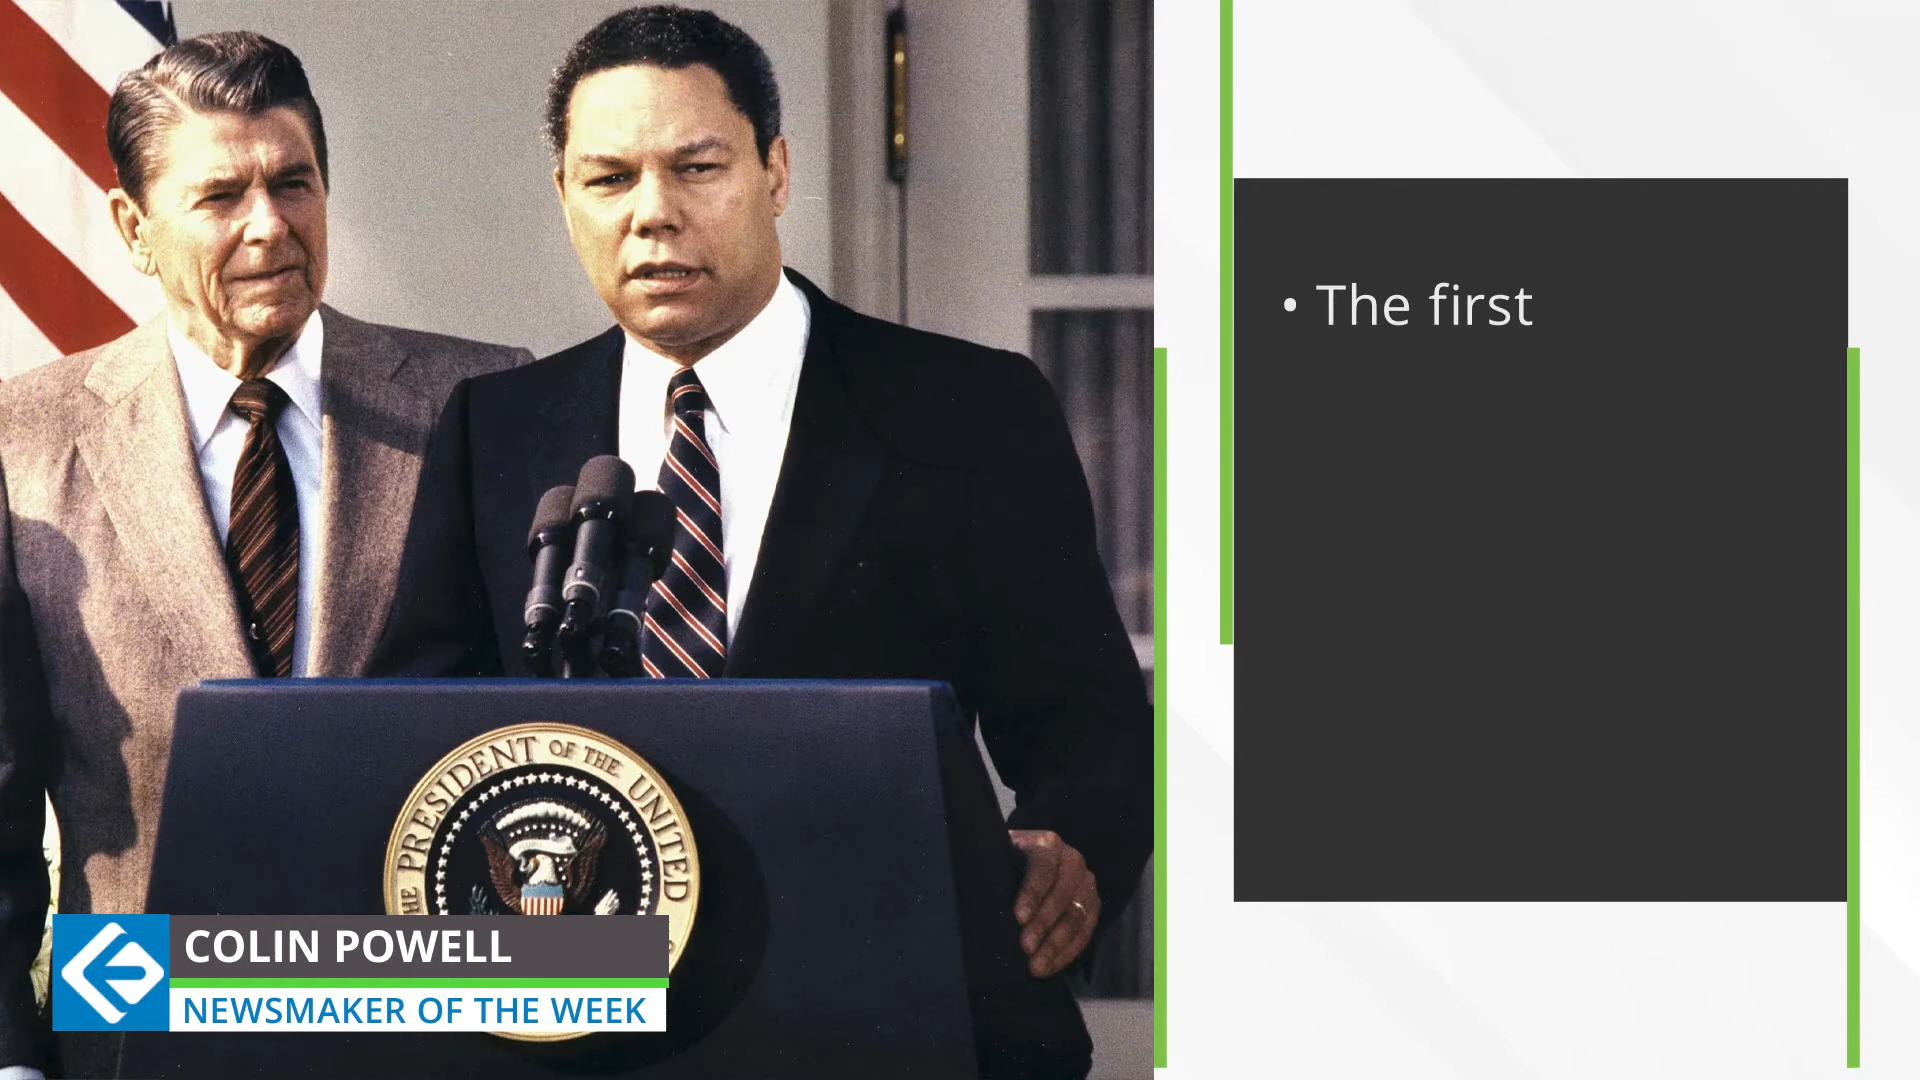 THE PRESIDENT OF THE UNITED
COLIN POWELL
NEWSMAKER OF THE WEEK
• The first